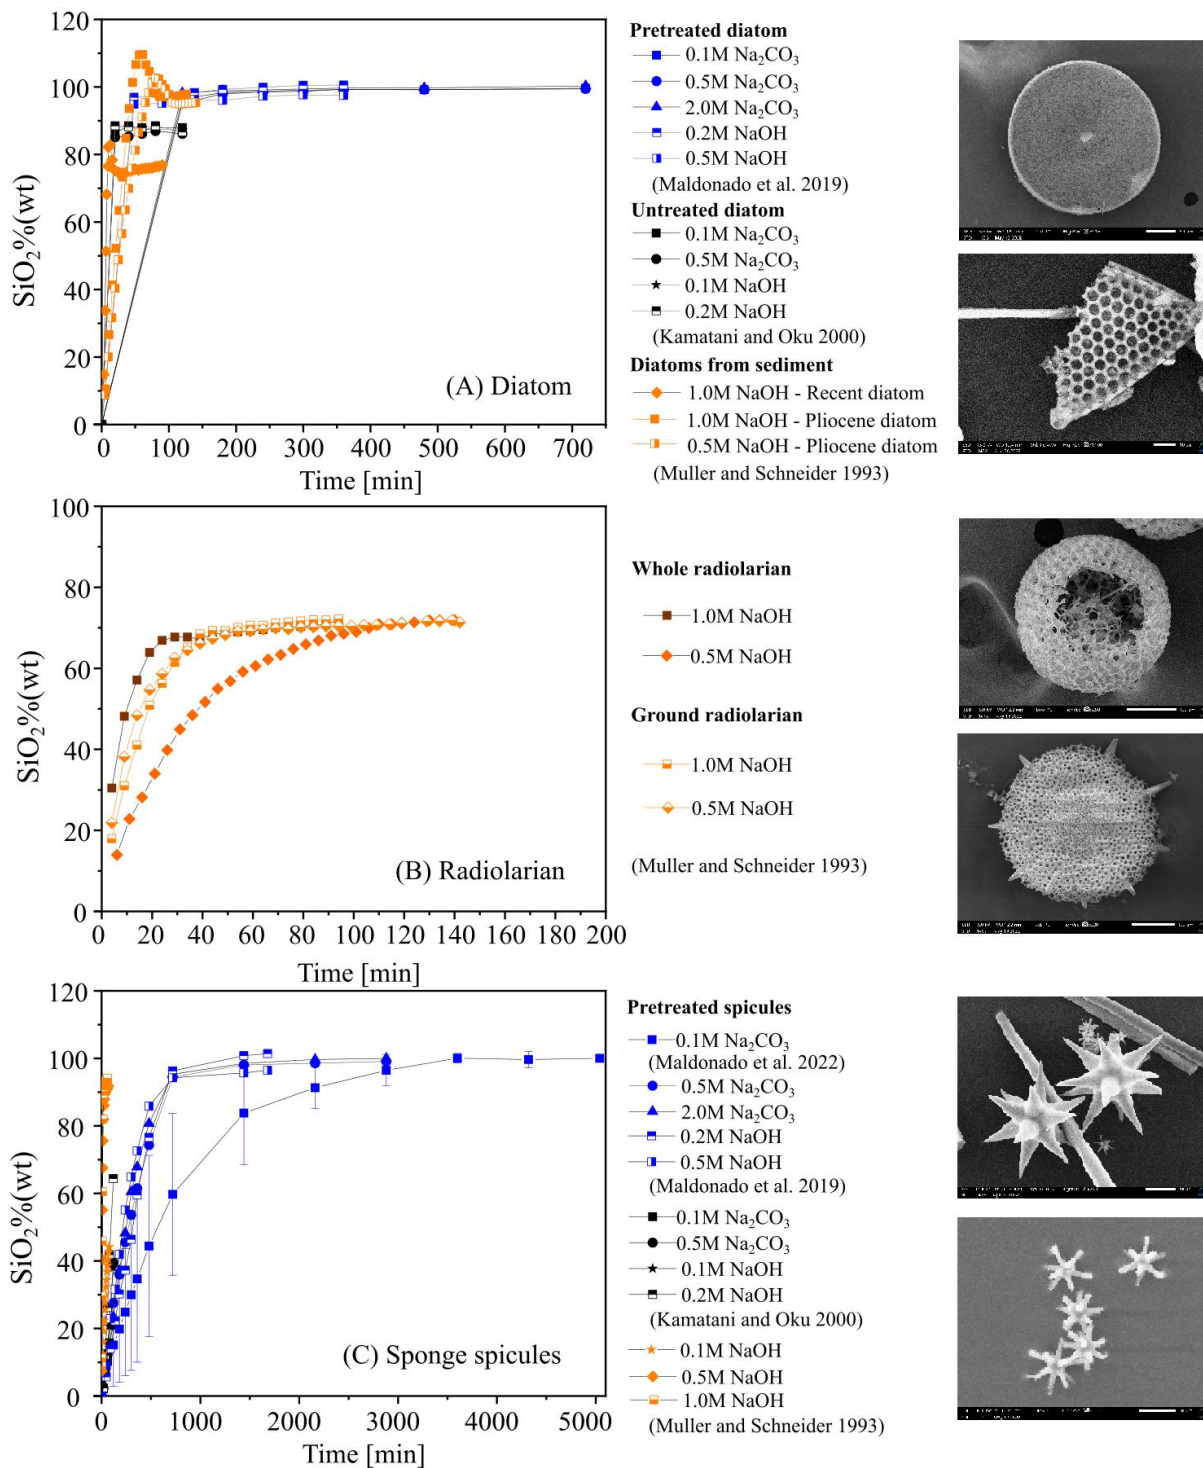 120
100
80
60
40
20
0
SiO2%(wt)
0 100 200 300 400 500 600 700
Time [min]
(A) Diatom
Pretreated diatom
0.1M Na2CO3
0.5M Na2CO3
2.0M Na2CO3
0.2M NaOH
0.5M NaOH
(Maldonado et al. 2019)
Untreated diatom
0.1M Na2CO3
0.5M Na2CO3
0.1M NaOH
0.2M NaOH
(Kamatani and Oku 2000)
Diatoms from sediment
1.0M NaOH - Recent diatom
1.0M NaOH - Pliocene diatom
0.5M NaOH - Pliocene diatom
(Muller and Schneider 1993)
100
80
60
40
20
0
SiO2%(wt)
0 20 40 60 80 100 120 140 160 180 200
Time [min]
(B) Radiolarian
Whole radiolarian
1.0M NaOH
0.5M NaOH
Ground radiolarian
1.0M NaOH
0.5M NaOH
(Muller and Schneider 1993)
120
100
80
60
40
20
0
SiO2%(wt)
0 1000 2000 3000 4000 5000
Time [min]
(C) Sponge spicules
Pretreated spicules
0.1M Na2CO3
(Maldonado et al. 2022)
0.5M Na2CO3
2.0M Na2CO3
0.2M NaOH
0.5M NaOH
(Maldonado et al. 2019)
0.1M Na2CO3
0.5M Na2CO3
0.1M NaOH
0.2M NaOH
(Kamatani and Oku 2000)
0.1M NaOH
0.5M NaOH
1.0M NaOH
(Muller and Schneider 1993)